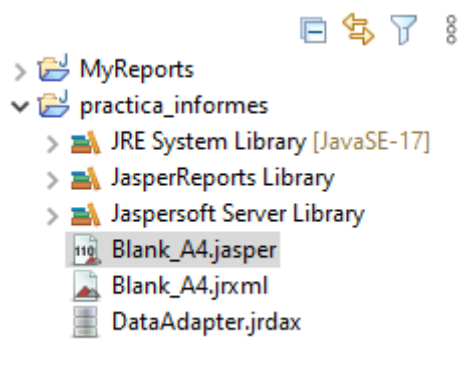 MyReports
practica_informes
JRE System Library [JavaSE-17]
JasperReports Library
Jaspersoft Server Library
Blank_A4.jasper
Blank_A4.jrxml
DataAdapter.jrdax